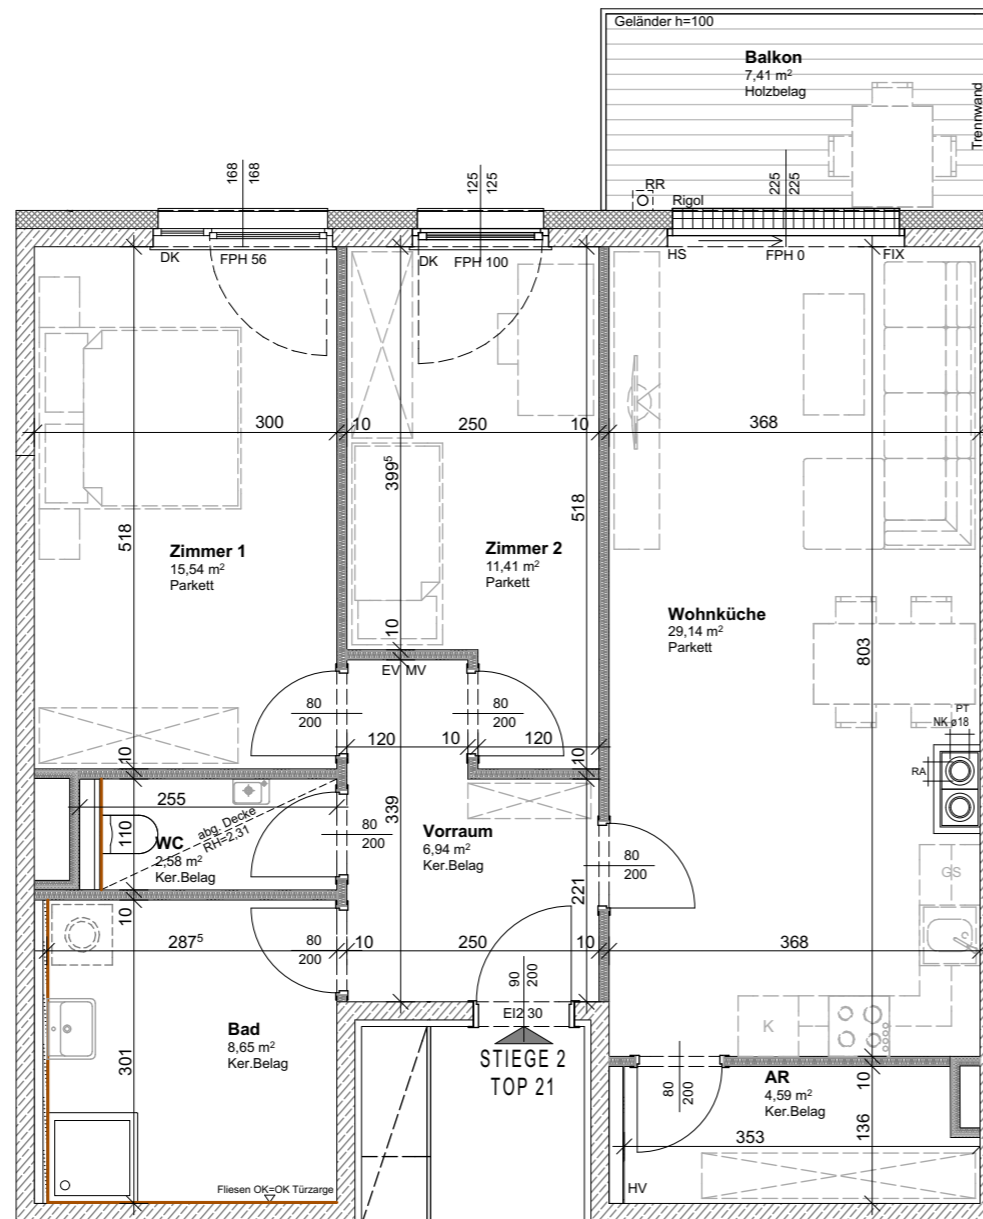 Geländer h=100
Balkon
7,41 m²
Holzbelag
Trennwand
168
168
125
125
225
225
RR
Rigol
DK
FPH 56
DK
FPH 100
HS
FPH 0
FIX
300
10
250
10
368
399⁵
518
518
Zimmer 1
15,54 m²
Parkett
Zimmer 2
11,41 m²
Parkett
Wohnküche
29,14 m²
Parkett
803
10
EV MV
80
200
80
200
PT
NK ø18
RA
120
10
120
10
10
255
abg. Decke
RH=2,31
110
WC
2,58 m²
Ker.Belag
80
200
339
Vorraum
6,94 m²
Ker.Belag
80
200
221
GS
10
287⁵
80
200
10
250
10
368
90
200
EI2 30
K
Bad
8,65 m²
Ker.Belag
301
STIEGE 2
TOP 21
80
200
AR
4,59 m²
Ker.Belag
10
136
353
HV
Fliesen OK=OK Türzarge